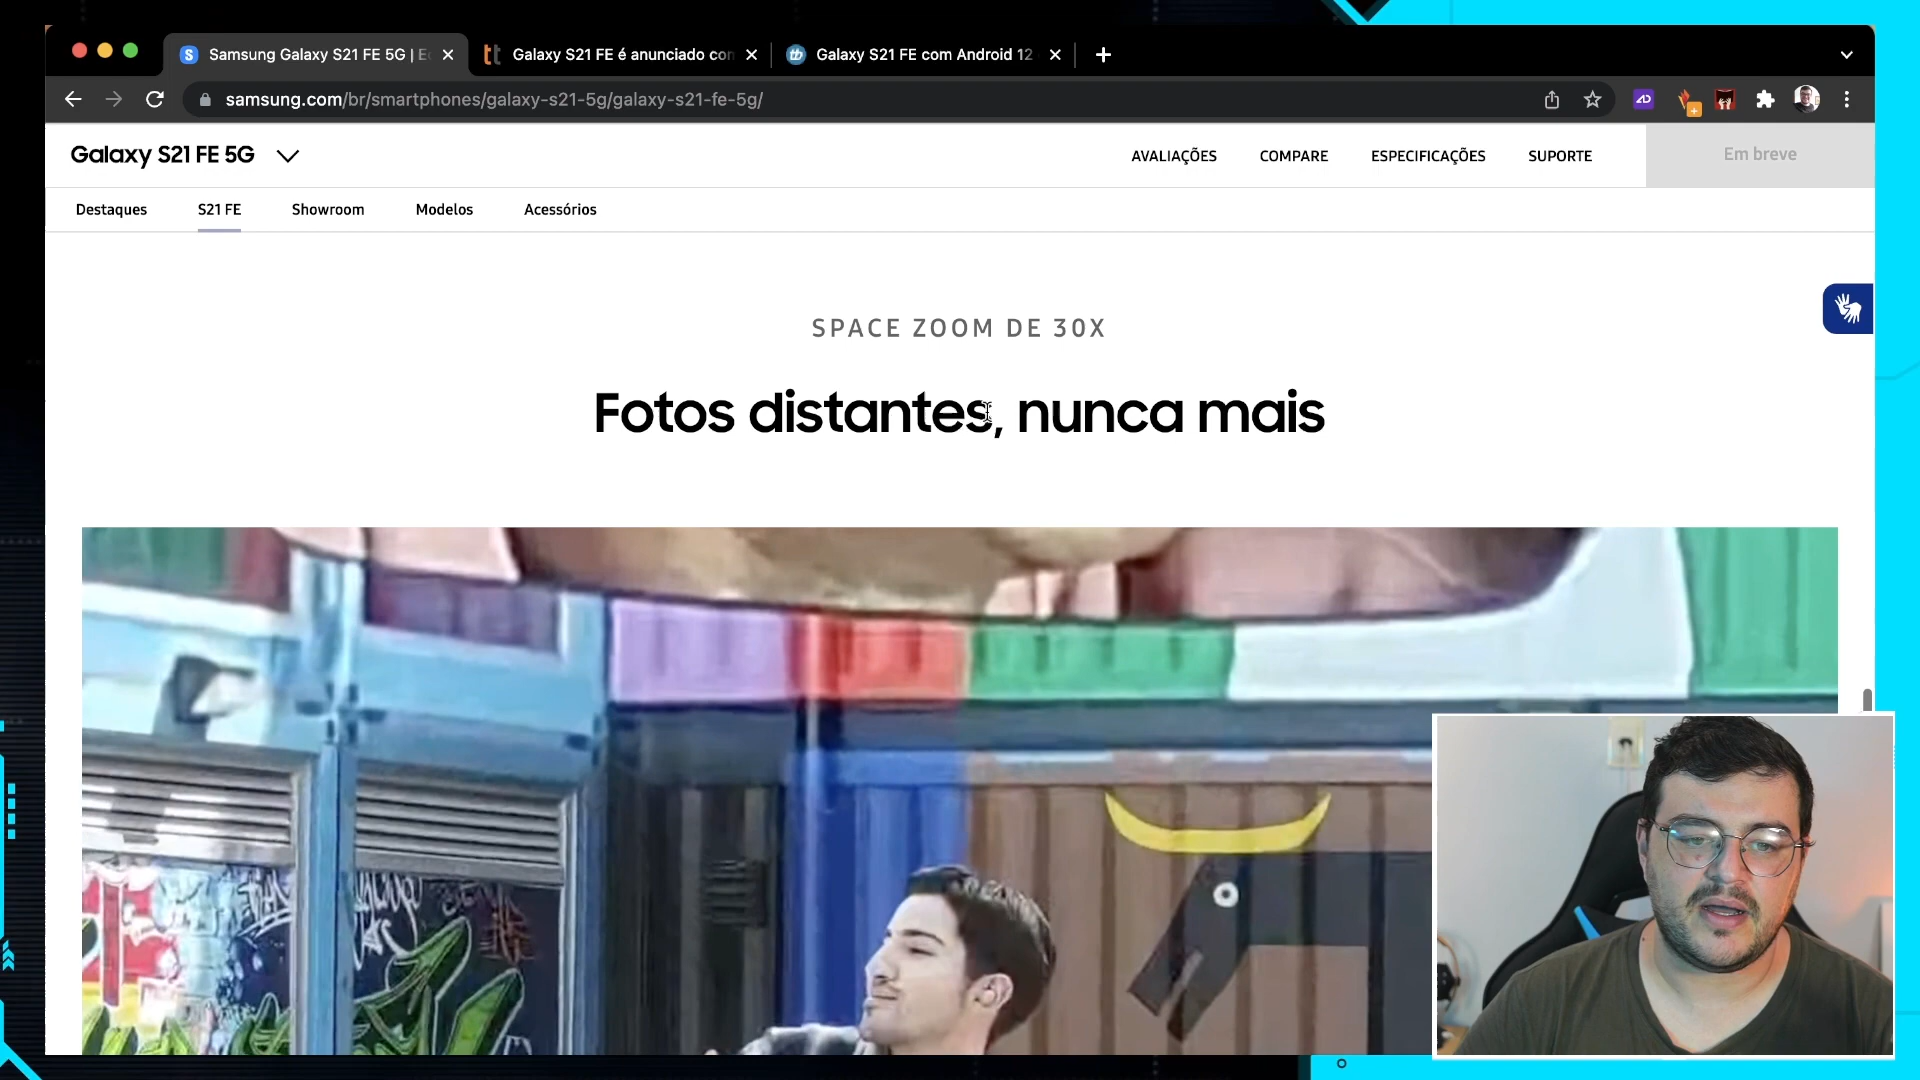 Samsung Galaxy S21 FE 5G |
Galaxy S21 FE é anunciado
Galaxy S21 FE com Android 12
samsung.com/br/smartphones/galaxy-s21-5g/galaxy-s21-fe-5g/
Galaxy S21 FE 5G
AVALIAÇÕES
COMPARE
ESPECIFICAÇÕES
SUPORTE
Em breve
Destaques
S21 FE
Showroom
Modelos
Acessórios
SPACE ZOOM DE 30X
Fotos distantes, nunca mais